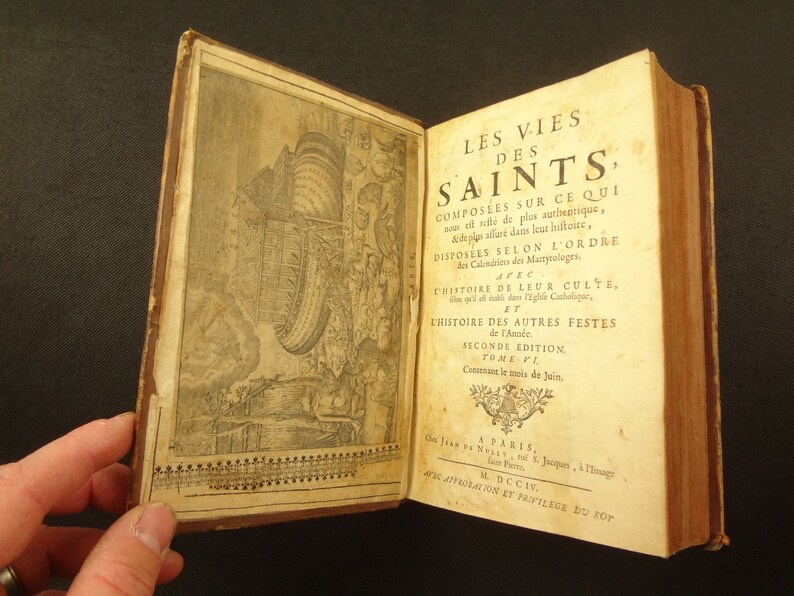 LES VIES
DES
SAINTS,
COMPOSÉES SUR CE QUI
nous est resté de plus authentique,
& de plus assuré dans leur histoire,
DISPOSÉES SELON L'ORDRE
des Calendriers des Martyrologes,
AVEC
L'HISTOIRE DE LEUR CULTE,
selon qu'il est établi dans l'Eglise Catholique,
ET
L'HISTOIRE DES AUTRES FESTES
de l'Année.
SECONDE EDITION.
TOME VI.
Contenant le mois de Juin.
A PARIS,
Chez JEAN DE NULLY, ruë S. Jacques, à l'Image
saint Pierre.
M. DCCIV.
AVEC APPROBATION ET PRIVILEGE DU ROY